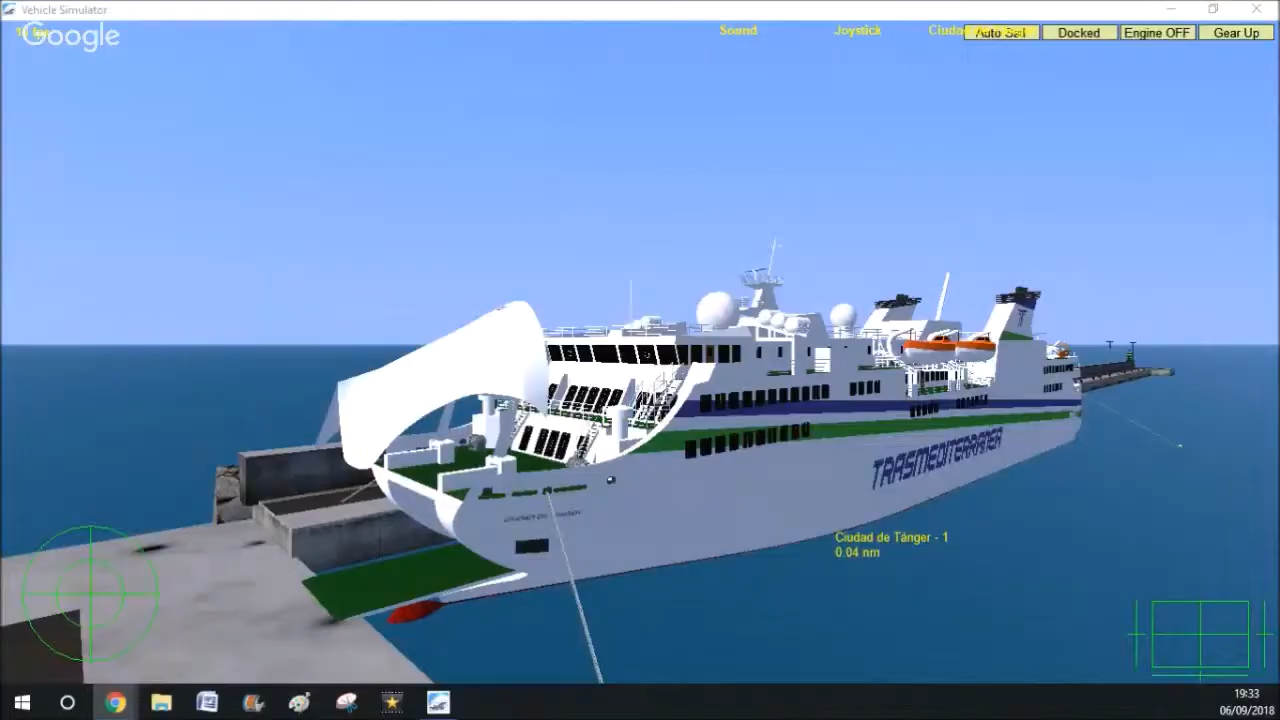 Vehicle Simulator
Google
Sound
Joystick
Auto Sail
Docked
Engine OFF
Gear Up
TRASMEDITERRANEA
Ciudad de Tánger - 1
0.04 nm
19:33
06/09/2018